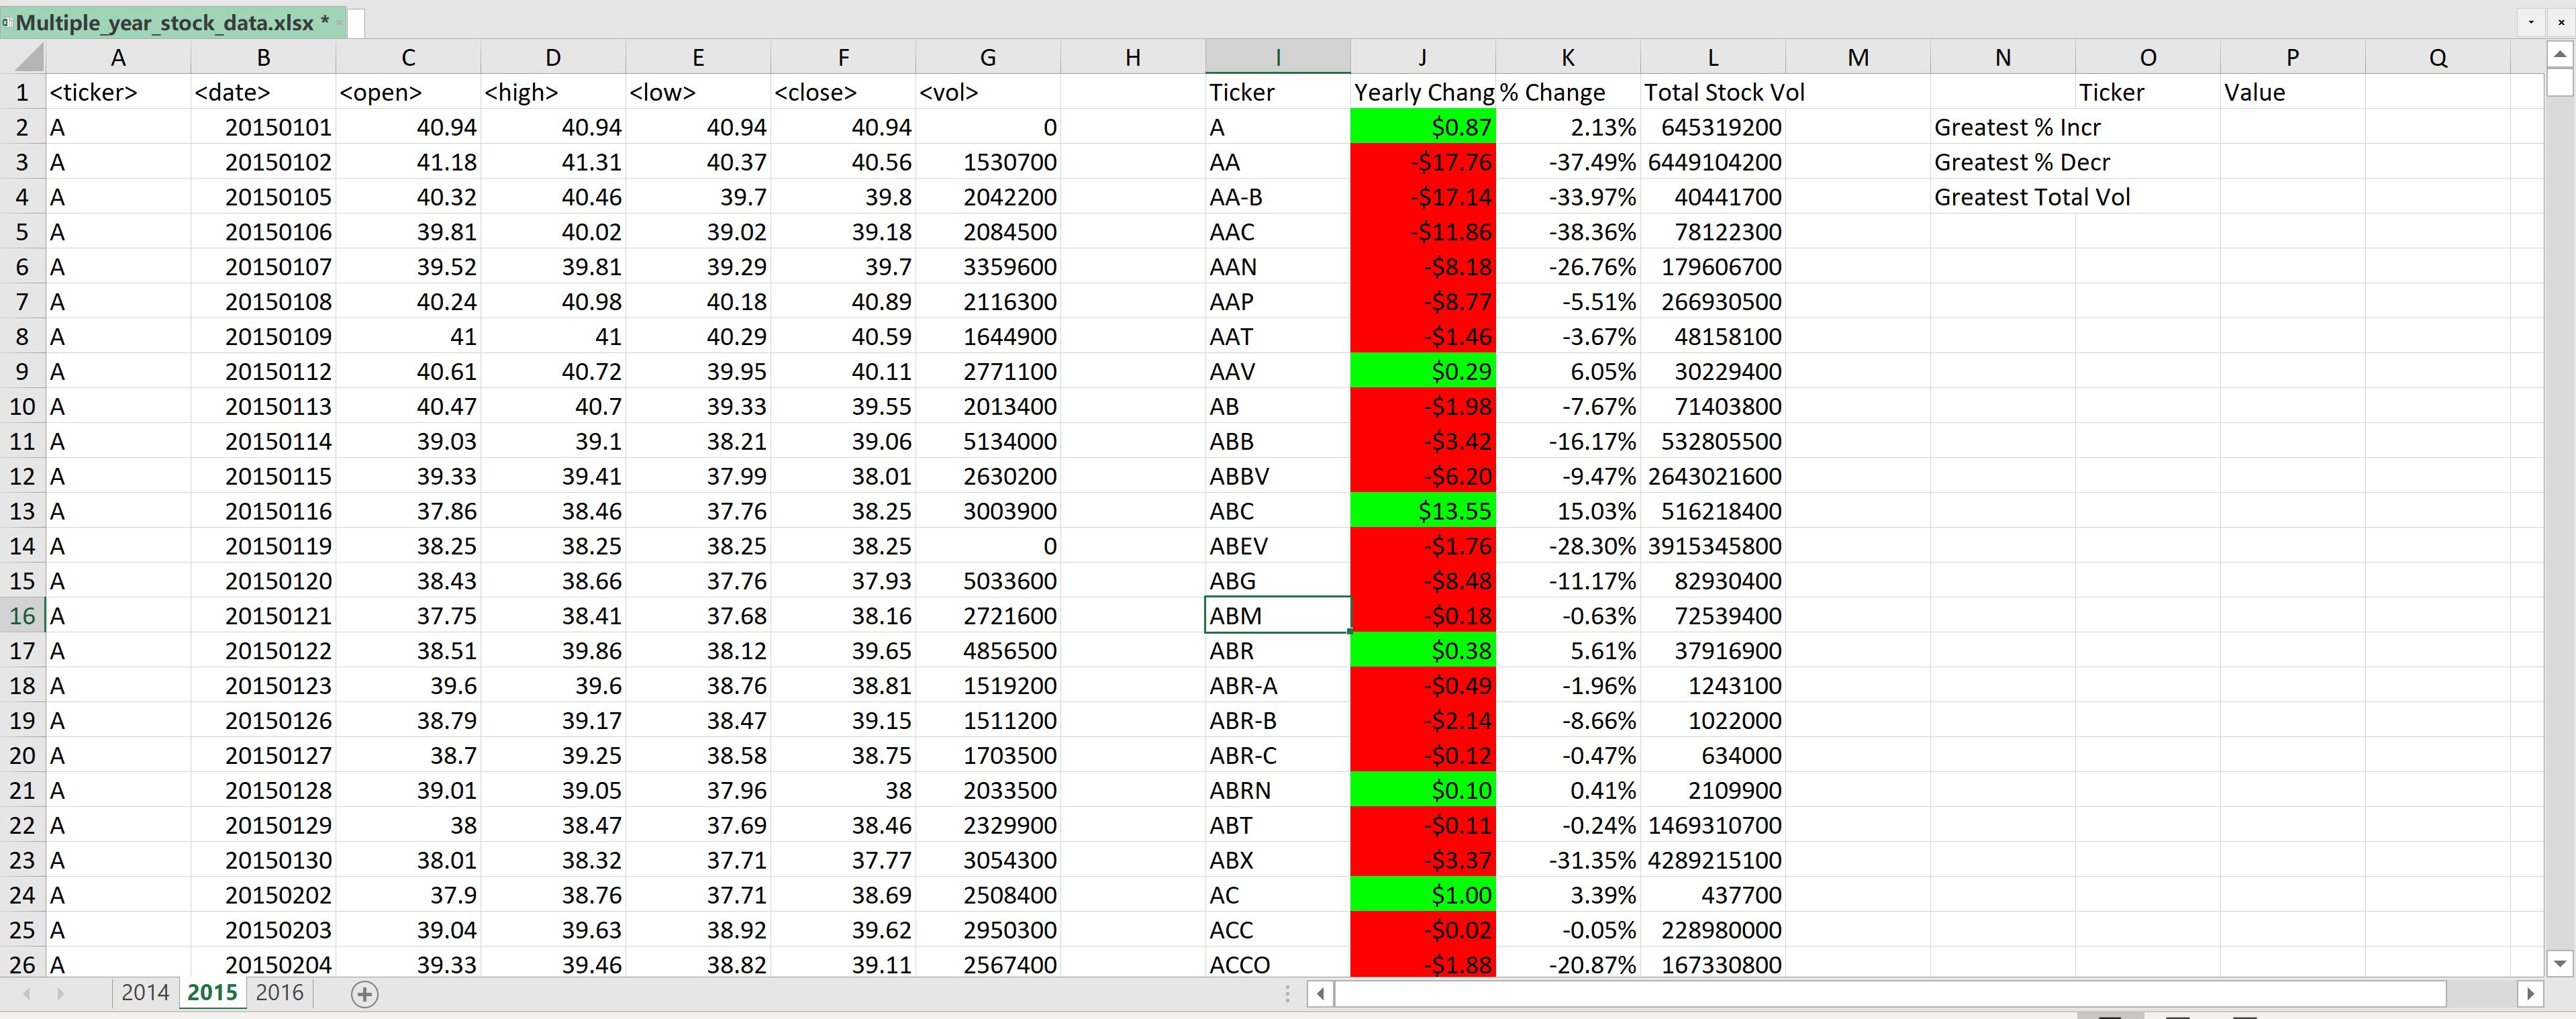 Multiple_year_stock_data.xlsx *
A B C D E F G H I J K L M N O P Q
1 <ticker> <date> <open> <high> <low> <close> <vol> Ticker Yearly Chang % Change Total Stock Vol Ticker Value
2 A 20150101 40.94 40.94 40.94 40.94 0 A $0.87 2.13% 645319200 Greatest % Incr
3 A 20150102 41.18 41.31 40.37 40.56 1530700 AA -$17.76 -37.49% 6449104200 Greatest % Decr
4 A 20150105 40.32 40.46 39.7 39.8 2042200 AA-B -$17.14 -33.97% 40441700 Greatest Total Vol
5 A 20150106 39.81 40.02 39.02 39.18 2084500 AAC -$11.86 -38.36% 78122300
6 A 20150107 39.52 39.81 39.29 39.7 3359600 AAN -$8.18 -26.76% 179606700
7 A 20150108 40.24 40.98 40.18 40.89 2116300 AAP -$8.77 -5.51% 266930500
8 A 20150109 41 41 40.29 40.59 1644900 AAT -$1.46 -3.67% 48158100
9 A 20150112 40.61 40.72 39.95 40.11 2771100 AAV $0.29 6.05% 30229400
10 A 20150113 40.47 40.7 39.33 39.55 2013400 AB -$1.98 -7.67% 71403800
11 A 20150114 39.03 39.1 38.21 39.06 5134000 ABB -$3.42 -16.17% 532805500
12 A 20150115 39.33 39.41 37.99 38.01 2630200 ABBV -$6.20 -9.47% 2643021600
13 A 20150116 37.86 38.46 37.76 38.25 3003900 ABC $13.55 15.03% 516218400
14 A 20150119 38.25 38.25 38.25 38.25 0 ABEV -$1.76 -28.30% 3915345800
15 A 20150120 38.43 38.66 37.76 37.93 5033600 ABG -$8.48 -11.17% 82930400
16 A 20150121 37.75 38.41 37.68 38.16 2721600 ABM -$0.18 -0.63% 72539400
17 A 20150122 38.51 39.86 38.12 39.65 4856500 ABR $0.38 5.61% 37916900
18 A 20150123 39.6 39.6 38.76 38.81 1519200 ABR-A -$0.49 -1.96% 1243100
19 A 20150126 38.79 39.17 38.47 39.15 1511200 ABR-B -$2.14 -8.66% 1022000
20 A 20150127 38.7 39.25 38.58 38.75 1703500 ABR-C -$0.12 -0.47% 634000
21 A 20150128 39.01 39.05 37.96 38 2033500 ABRN $0.10 0.41% 2109900
22 A 20150129 38 38.47 37.69 38.46 2329900 ABT -$0.11 -0.24% 1469310700
23 A 20150130 38.01 38.32 37.71 37.77 3054300 ABX -$3.37 -31.35% 4289215100
24 A 20150202 37.9 38.76 37.71 38.69 2508400 AC $1.00 3.39% 437700
25 A 20150203 39.04 39.63 38.92 39.62 2950300 ACC -$0.02 -0.05% 228980000
26 A 20150204 39.33 39.46 38.82 39.11 2567400 ACCO -$1.88 -20.87% 167330800
2014 2015 2016